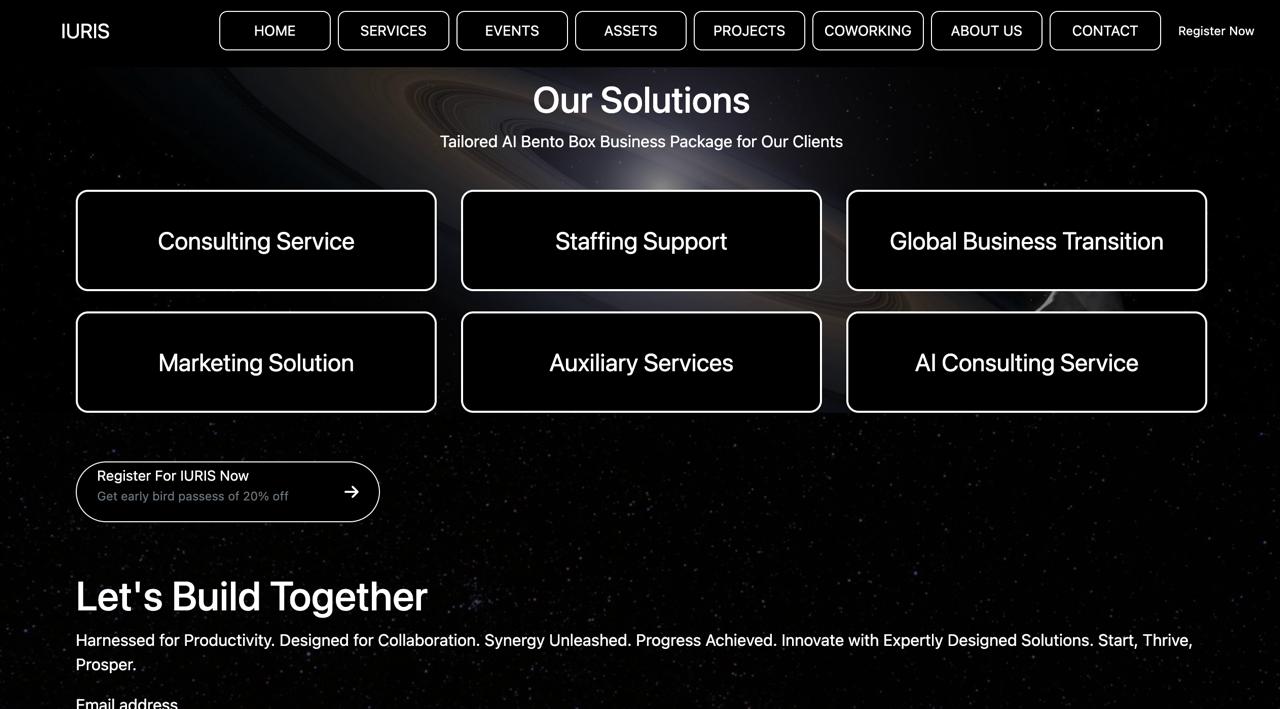 IURIS
HOME
SERVICES
EVENTS
ASSETS
PROJECTS
COWORKING
ABOUT US
CONTACT
Register Now
Our Solutions
Tailored AI Bento Box Business Package for Our Clients
Consulting Service
Staffing Support
Global Business Transition
Marketing Solution
Auxiliary Services
AI Consulting Service
Register For IURIS Now
Get early bird passess of 20% off
Let's Build Together
Harnessed for Productivity. Designed for Collaboration. Synergy Unleashed. Progress Achieved. Innovate with Expertly Designed Solutions. Start, Thrive,
Prosper.
Email address